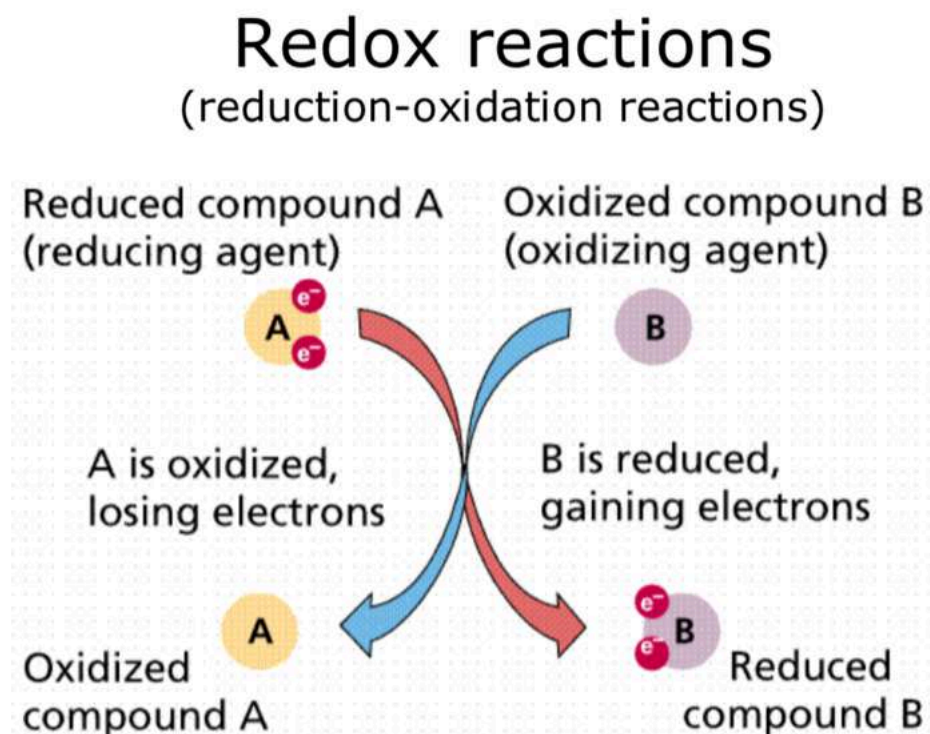 Redox reactions
(reduction-oxidation reactions)
Reduced compound A
(reducing agent)
Oxidized compound B
(oxidizing agent)
A
e⁻
e⁻
B
A is oxidized,
losing electrons
B is reduced,
gaining electrons
A
Oxidized
compound A
e⁻
e⁻
B
Reduced
compound B